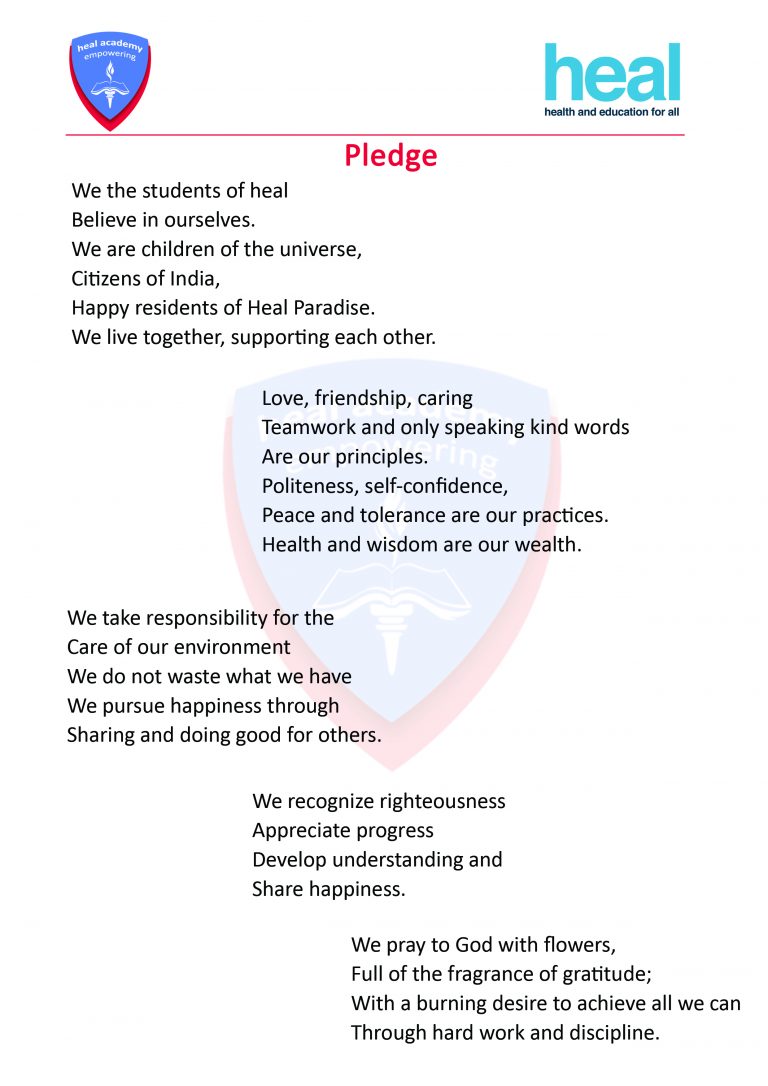 heal academy
empowering
heal
health and education for all
Pledge
We the students of heal
Believe in ourselves.
We are children of the universe,
Citizens of India,
Happy residents of Heal Paradise.
We live together, supporting each other.
Love, friendship, caring
heal academy
Teamwork and only speaking kind words
empowering
Are our principles.
Politeness, self-confidence,
Peace and tolerance are our practices.
Health and wisdom are our wealth.
We take responsibility for the
Care of our environment
We do not waste what we have
We pursue happiness through
Sharing and doing good for others.
We recognize righteousness
Appreciate progress
Develop understanding and
Share happiness.
We pray to God with flowers,
Full of the fragrance of gratitude;
With a burning desire to achieve all we can
Through hard work and discipline.